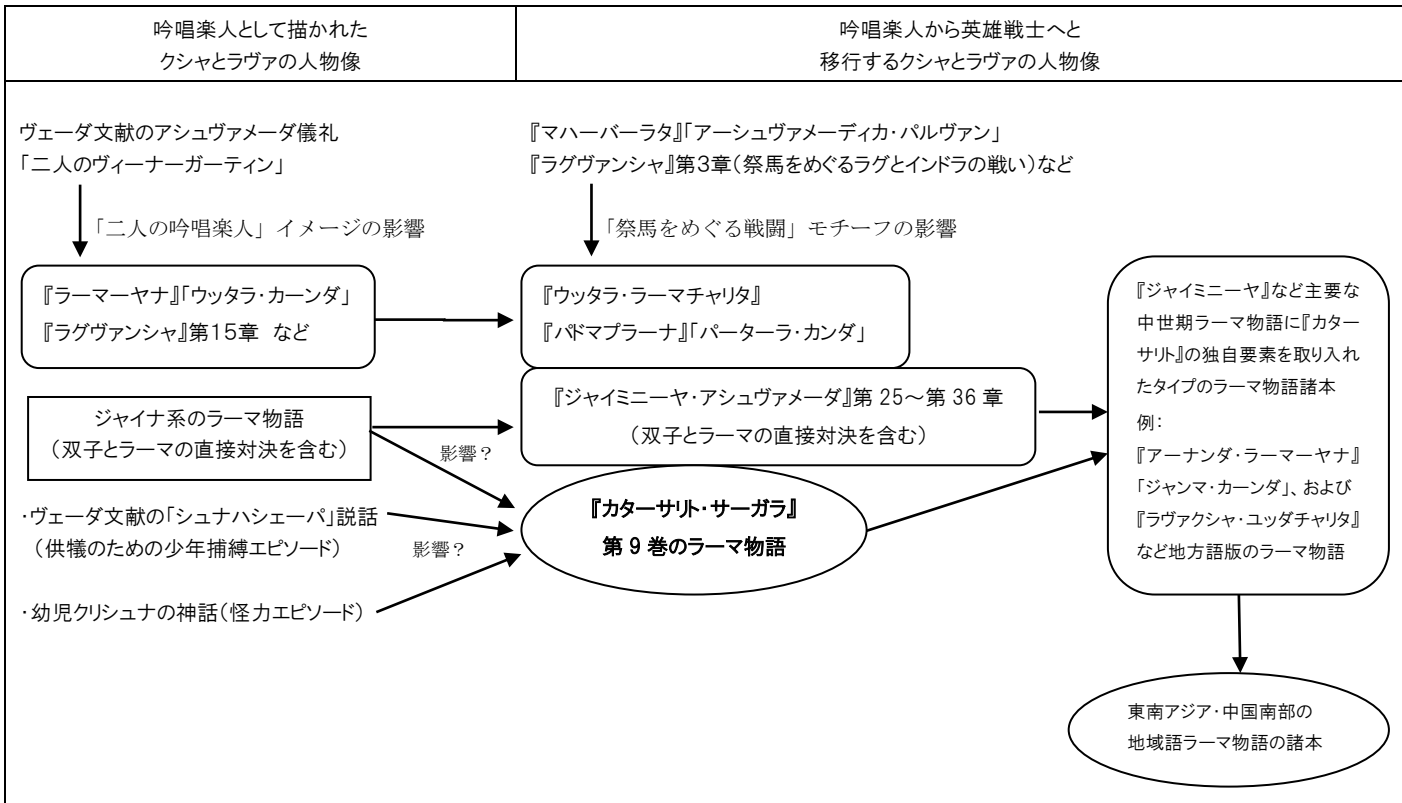 吟唱楽人として描かれた
クシャとラヴァの人物像
吟唱楽人から英雄戦士へと
移行するクシャとラヴァの人物像
ヴェーダ文献のアシュヴァメーダ儀礼
「二人のヴィーナーガーティン」
『マハーバーラタ』「アーシュヴァメーディカ・パルヴァン」
『ラグヴァンシャ』第3章(祭馬をめぐるラグとインドラの戦い)など
「二人の吟唱楽人」イメージの影響
「祭馬をめぐる戦闘」モチーフの影響
『ラーマーヤナ』「ウッタラ・カーンダ」
『ラグヴァンシャ』第15章 など
『ウッタラ・ラーマチャリタ』
『パドマプラーナ』「パーターラ・カンダ」
ジャイナ系のラーマ物語
(双子とラーマの直接対決を含む)
影響?
『ジャイミニーヤ・アシュヴァメーダ』第 25~第 36 章
(双子とラーマの直接対決を含む)
・ヴェーダ文献の「シュナハシェーパ」説話
(供犠のための少年捕縛エピソード)
影響?
・幼児クリシュナの神話(怪力エピソード)
『カターサリト・サーガラ』
第 9 巻のラーマ物語
『ジャイミニーヤ』など主要な
中世期ラーマ物語に『カター
サリト』の独自要素を取り入れ
たタイプのラーマ物語諸本
例:
『アーナンダ・ラーマーヤナ』
「ジャンマ・カーンダ」、および
『ラヴァクシャ・ユッダチャリタ』
など地方語版のラーマ物語
東南アジア・中国南部の
地域語ラーマ物語の諸本